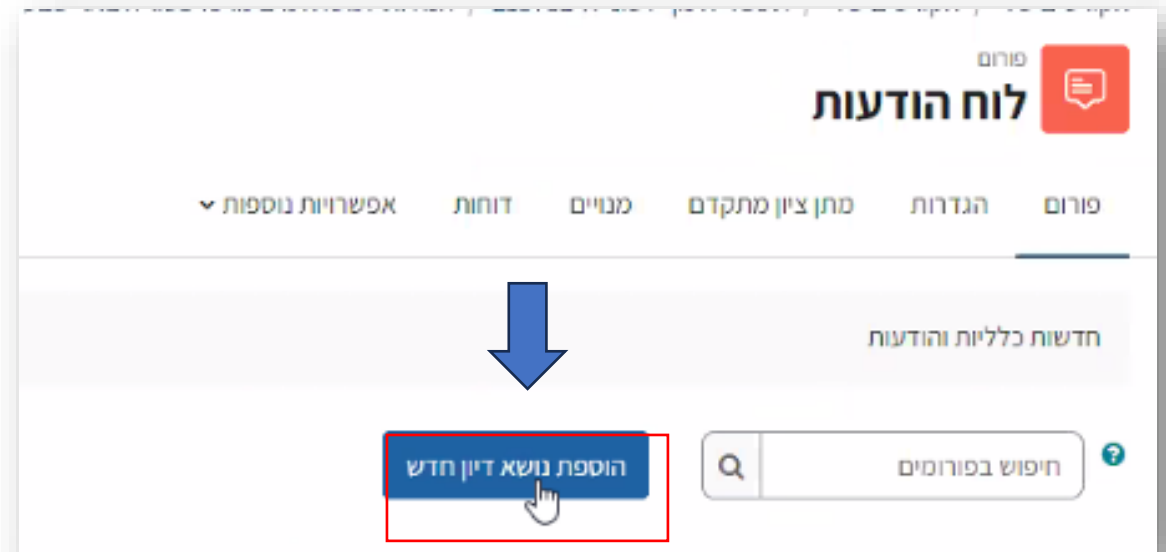 פורום
לוח הודעות
פורום הגדרות מתן ציון מתקדם מנויים דוחות אפשרויות נוספות
חדשות כלליות והודעות
חיפוש בפורומים הוספת נושא דיון חדש